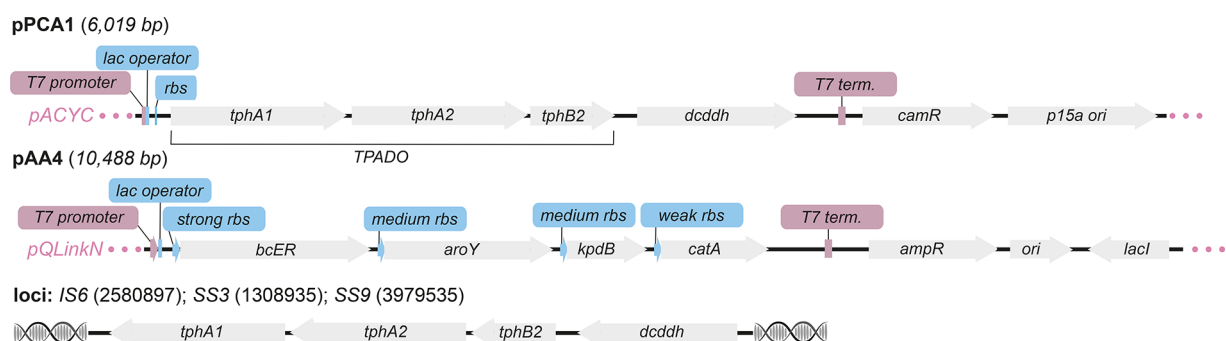 pPCA1 (6,019 bp)
lac operator
T7 promoter
rbs
T7 term.
pACYC
tphA1
tphA2
tphB2
dcddh
camR
p15a ori
TPADO
pAA4 (10,488 bp)
lac operator
T7 promoter
strong rbs
medium rbs
medium rbs
weak rbs
T7 term.
pQLinkN
bcER
aroY
kpdB
catA
ampR
ori
lacI
loci: IS6 (2580897); SS3 (1308935); SS9 (3979535)
tphA1
tphA2
tphB2
dcddh